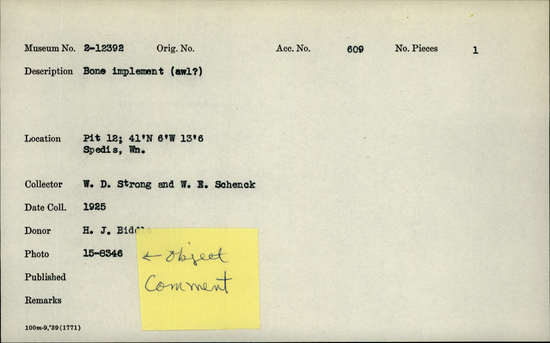 Museum No. 2-12392 Orig. No. Acc. No. 609 No. Pieces 1
Description Bone implement (awl?)
Location Pit 12; 41'N 6'W 13'6
Spedis, Wn.
Collector W. D. Strong and W. E. Schenck
Date Coll. 1925
Donor H. J.
Photo 15-6346 ← Object
Published Comment
Remarks
100m-9,'39(1771)